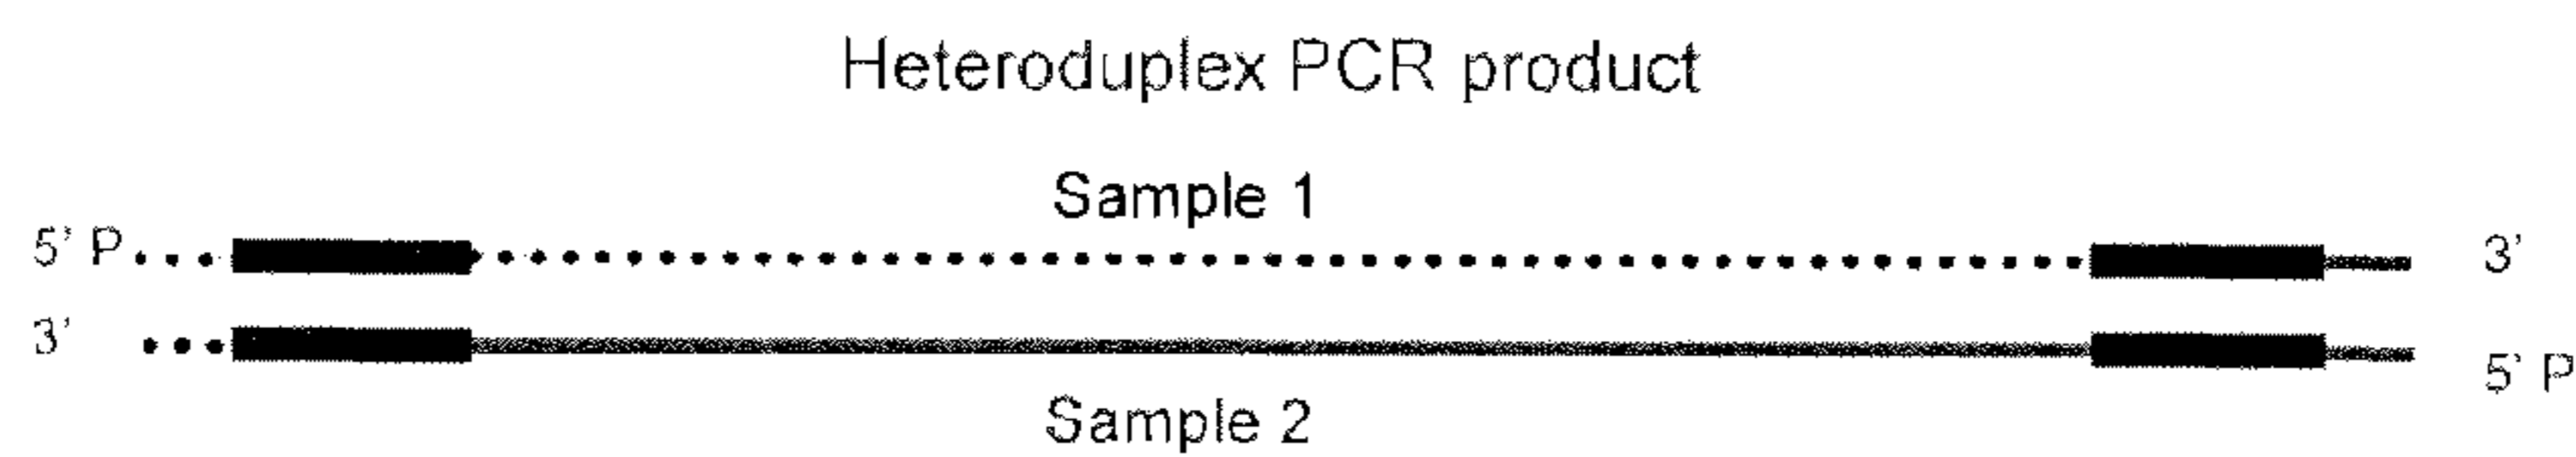 Heteroduplex PCR product
Sample 1
5' P 3'
3' 5' P
Sample 2